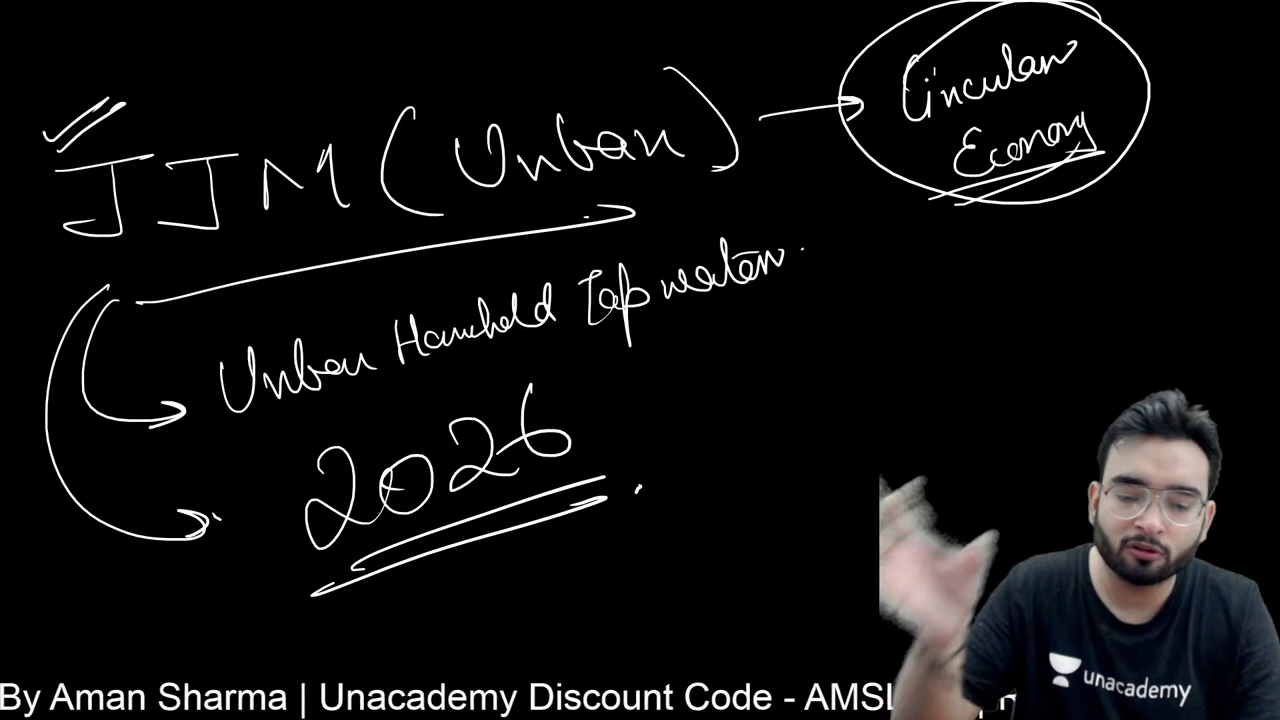 JJM (Urban)
Circular
Economy
Urban Household Tap water.
2026.
unacademy
By Aman Sharma | Unacademy Discount Code - AMSL